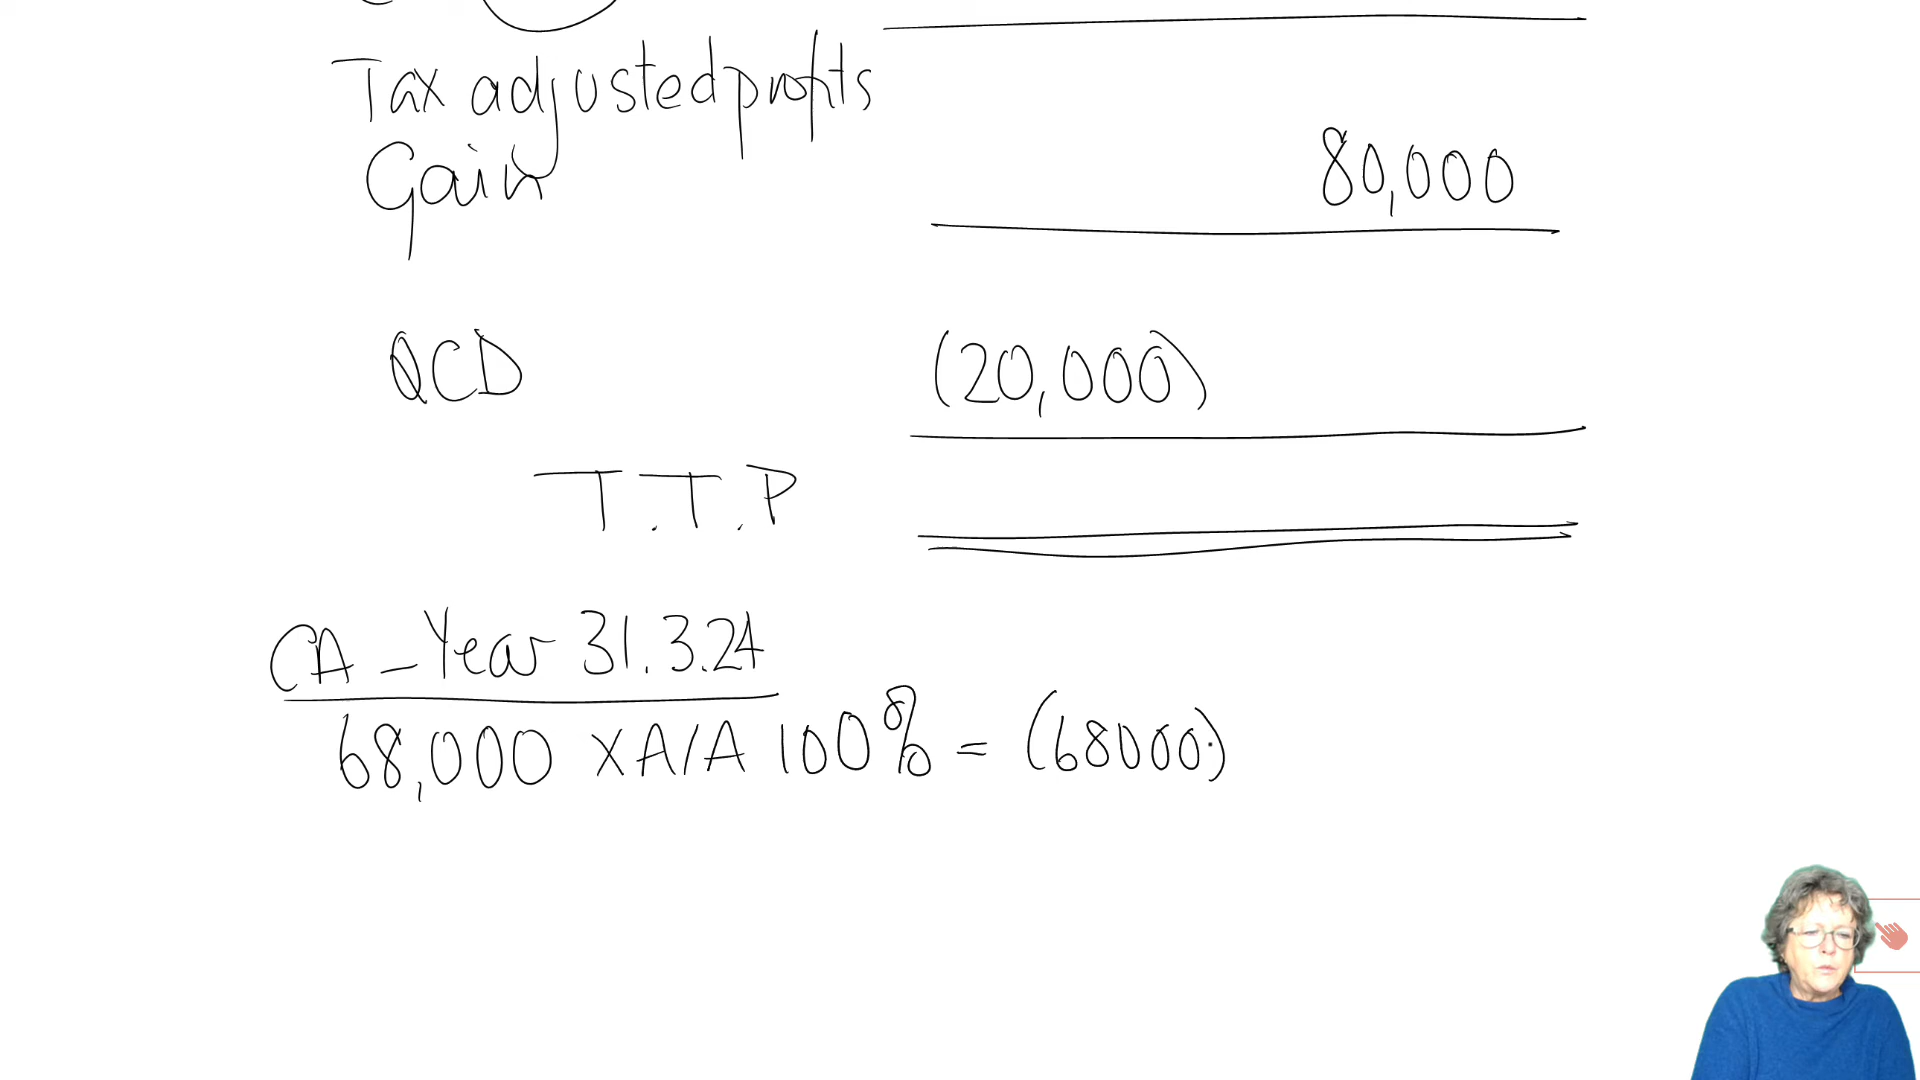 Tax adjusted profits
Gain 80,000
QCD (20,000)
T.T.P
CA - Year 31.3.24
68,000 x A/A 100% = (68000)